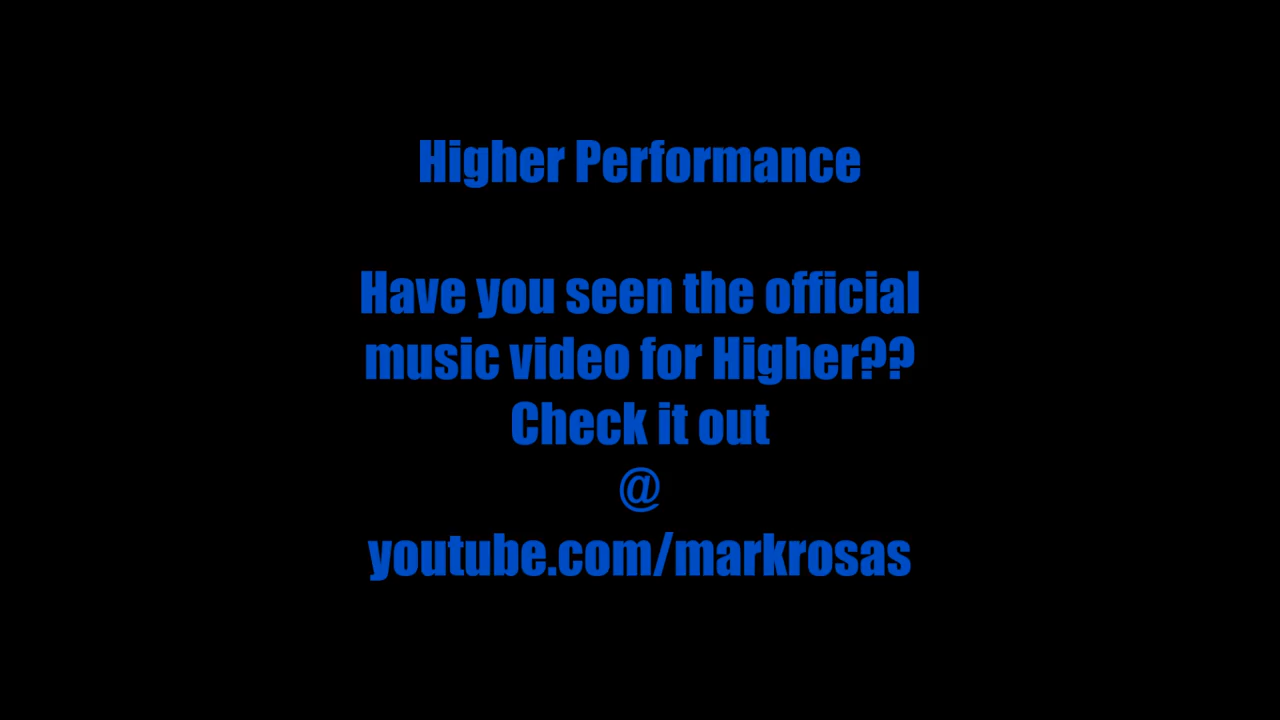 Higher Performance
Have you seen the official
music video for Higher??
Check it out
@
youtube.com/markrosas